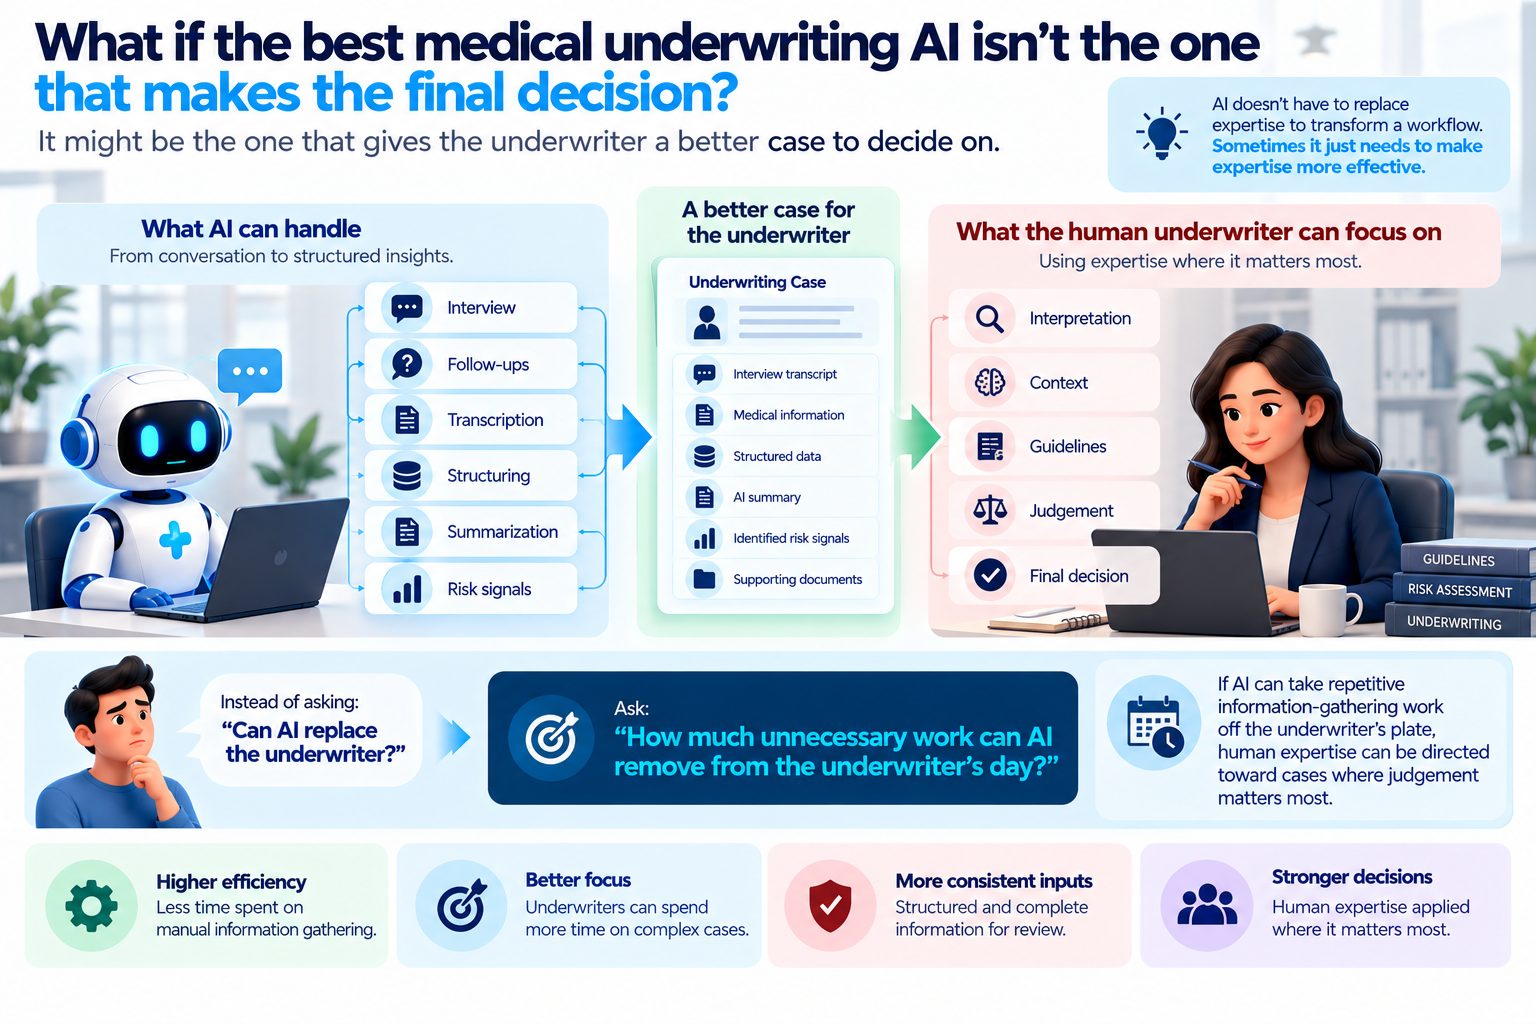 What if the best medical underwriting AI isn't the one
that makes the final decision?
It might be the one that gives the underwriter a better case to decide on.
AI doesn't have to replace
expertise to transform a workflow.
Sometimes it just needs to make
expertise more effective.
What AI can handle
From conversation to structured insights.
Interview
Follow-ups
Transcription
Structuring
Summarization
Risk signals
A better case for
the underwriter
Underwriting Case
Interview transcript
Medical information
Structured data
AI summary
Identified risk signals
Supporting documents
What the human underwriter can focus on
Using expertise where it matters most.
Interpretation
Context
Guidelines
Judgement
Final decision
GUIDELINES
RISK ASSESSMENT
UNDERWRITING
Instead of asking:
"Can AI replace
the underwriter?"
Ask:
"How much unnecessary work can AI
remove from the underwriter's day?"
If AI can take repetitive
information-gathering work
off the underwriter's plate,
human expertise can be directed
toward cases where judgement
matters most.
Higher efficiency
Less time spent on
manual information gathering.
Better focus
Underwriters can spend
more time on complex cases.
More consistent inputs
Structured and complete
information for review.
Stronger decisions
Human expertise applied
where it matters most.